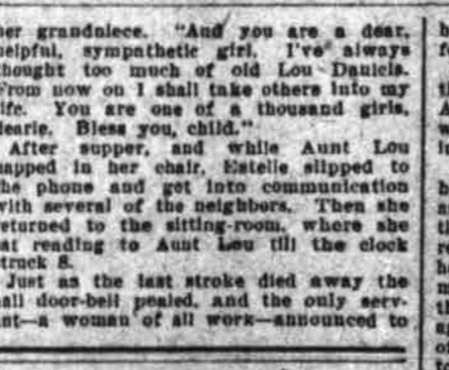 her grandniece. "And you are a dear,
helpful, sympathetic girl. I've always
thought too much of old Lou Daniels.
From now on I shall take others into my
life. You are one of a thousand girls,
dearie. Bless you, child."
After supper, and while Aunt Lou
napped in her chair, Estelle slipped to
the phone and get into communication
with several of the neighbors. Then she
returned to the sitting-room, where she
sat reading to Aunt Lou till the clock
struck 8.
Just as the last stroke died away the
hall door-bell pealed, and the only serv-
ant—a woman of all work—announced to